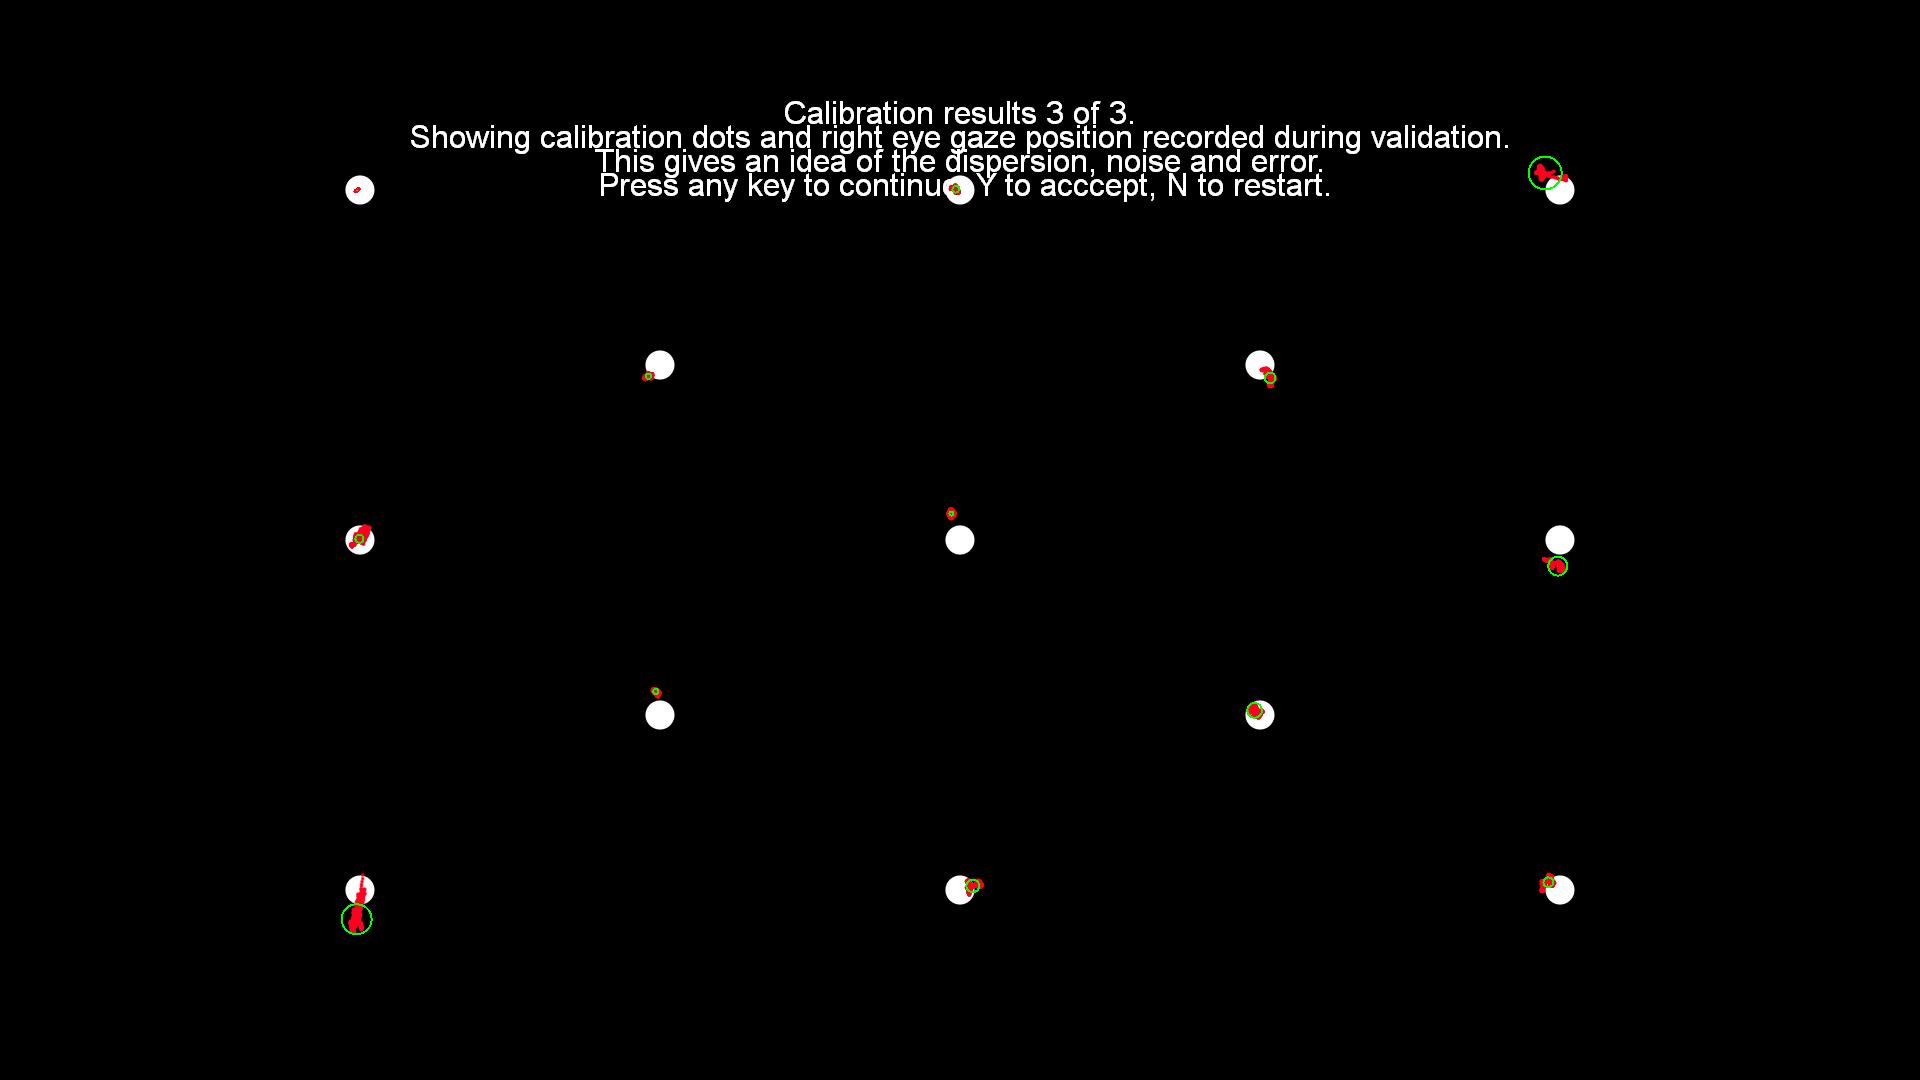 Calibration results 3 of 3.
Showing calibration dots and right eye gaze position recorded during validation.
This gives an idea of the dispersion, noise and error.
Press any key to continue, Y to acccept, N to restart.